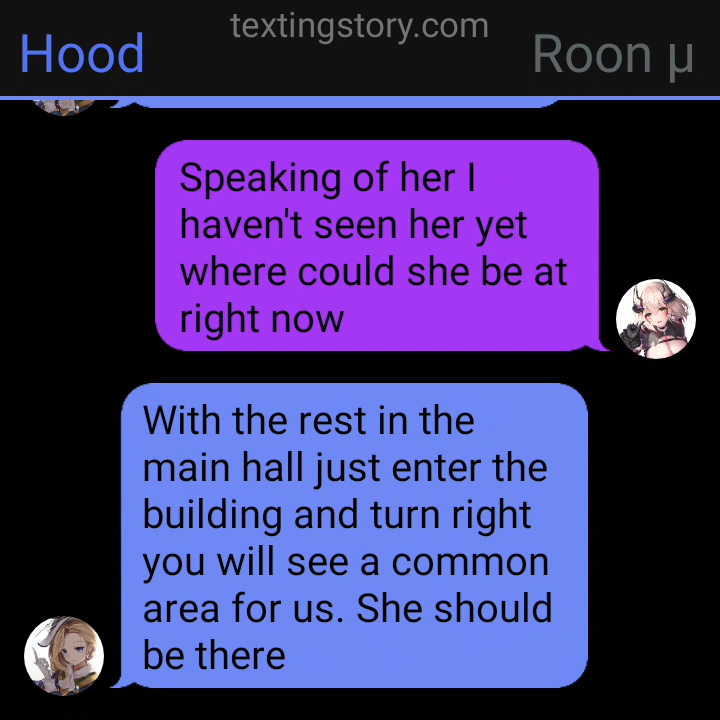 textingstory.com
Hood
Roon μ
Speaking of her I
haven't seen her yet
where could she be at
right now
With the rest in the
main hall just enter the
building and turn right
you will see a common
area for us. She should
be there